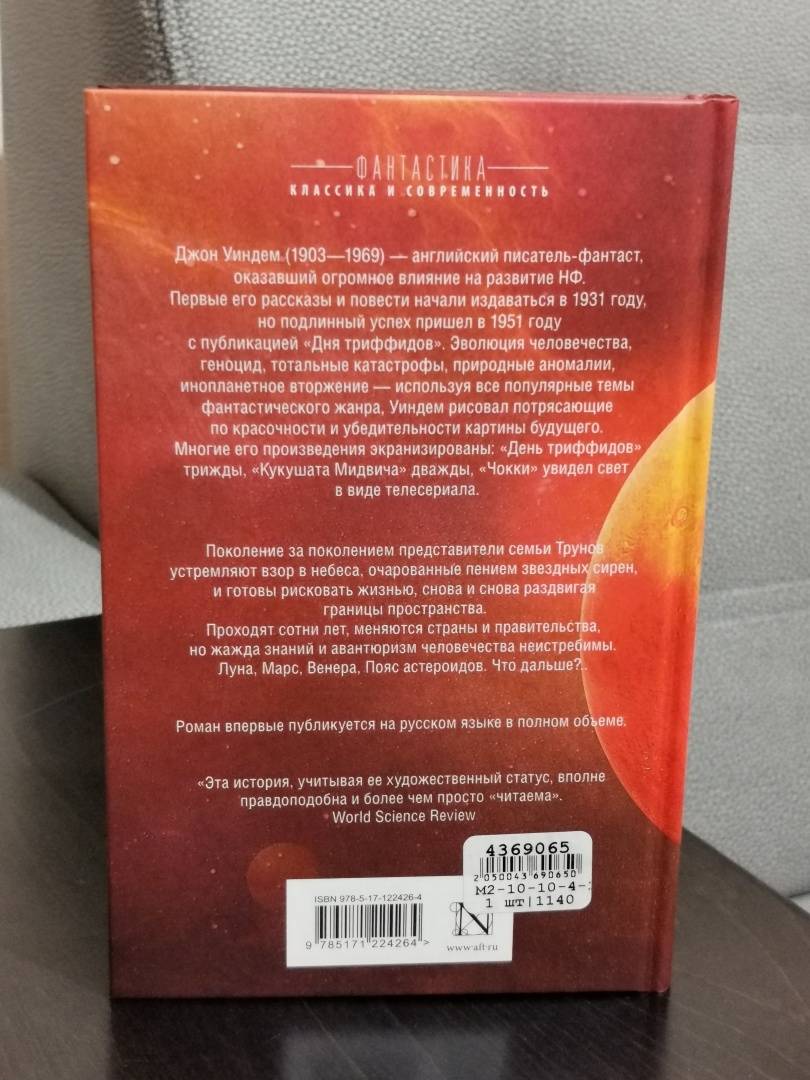 ФАНТАСТИКА
КЛАССИКА И СОВРЕМЕННОСТЬ
Джон Уиндем (1903—1969) — английский писатель-фантаст,
оказавший огромное влияние на развитие НФ.
Первые его рассказы и повести начали издаваться в 1931 году,
но подлинный успех пришел в 1951 году
с публикацией «Дня триффидов». Эволюция человечества,
геноцид, тотальные катастрофы, природные аномалии,
инопланетное вторжение — используя все популярные темы
фантастического жанра, Уиндем рисовал потрясающие
по красочности и убедительности картины будущего.
Многие его произведения экранизированы: «День триффидов»
трижды, «Кукушата Мидвича» дважды, «Чокки» увидел свет
в виде телесериала.
Поколение за поколением представители семьи Трунов
устремляют взор в небеса, очарованные пением звездных сирен,
и готовы рисковать жизнью, снова и снова раздвигая
границы пространства.
Проходят сотни лет, меняются страны и правительства,
но жажда знаний и авантюризм человечества неистребимы.
Луна, Марс, Венера, Пояс астероидов. Что дальше?..
Роман впервые публикуется на русском языке в полном объеме.
«Эта история, учитывая ее художественный статус, вполне
правдоподобна и более чем просто «читаема».
World Science Review
4369065
2 050043 690650
М2-10-10-4-
1 шт|1140
ISBN 978-5-17-122426-4
9 785171 224264 >
N
www.aft.ru